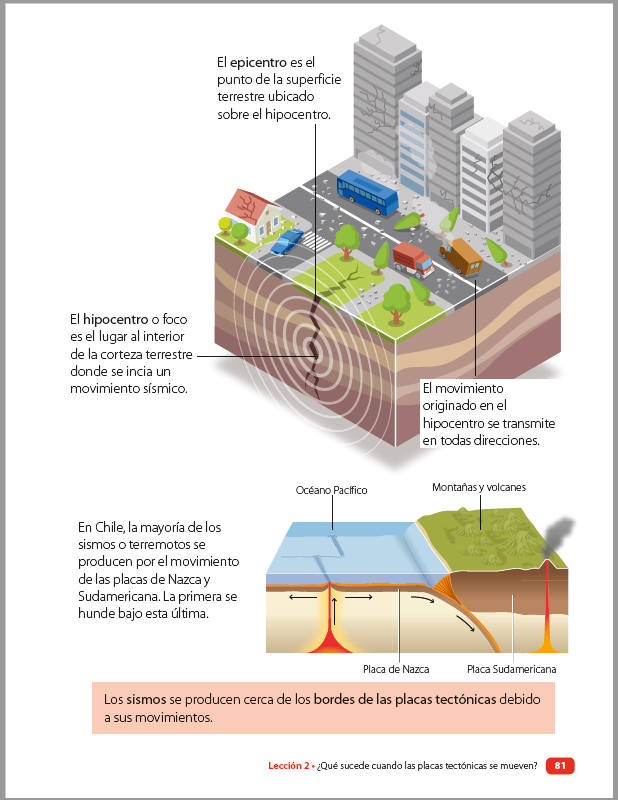 El epicentro es el
punto de la superficie
terrestre ubicado
sobre el hipocentro.
El hipocentro o foco
es el lugar al interior
de la corteza terrestre
donde se incia un
movimiento sísmico.
El movimiento
originado en el
hipocentro se transmite
en todas direcciones.
Océano Pacífico
Montañas y volcanes
En Chile, la mayoría de los
sismos o terremotos se
producen por el movimiento
de las placas de Nazca y
Sudamericana. La primera se
hunde bajo esta última.
Placa de Nazca
Placa Sudamericana
Los sismos se producen cerca de los bordes de las placas tectónicas debido
a sus movimientos.
Lección 2 • ¿Qué sucede cuando las placas tectónicas se mueven? 81